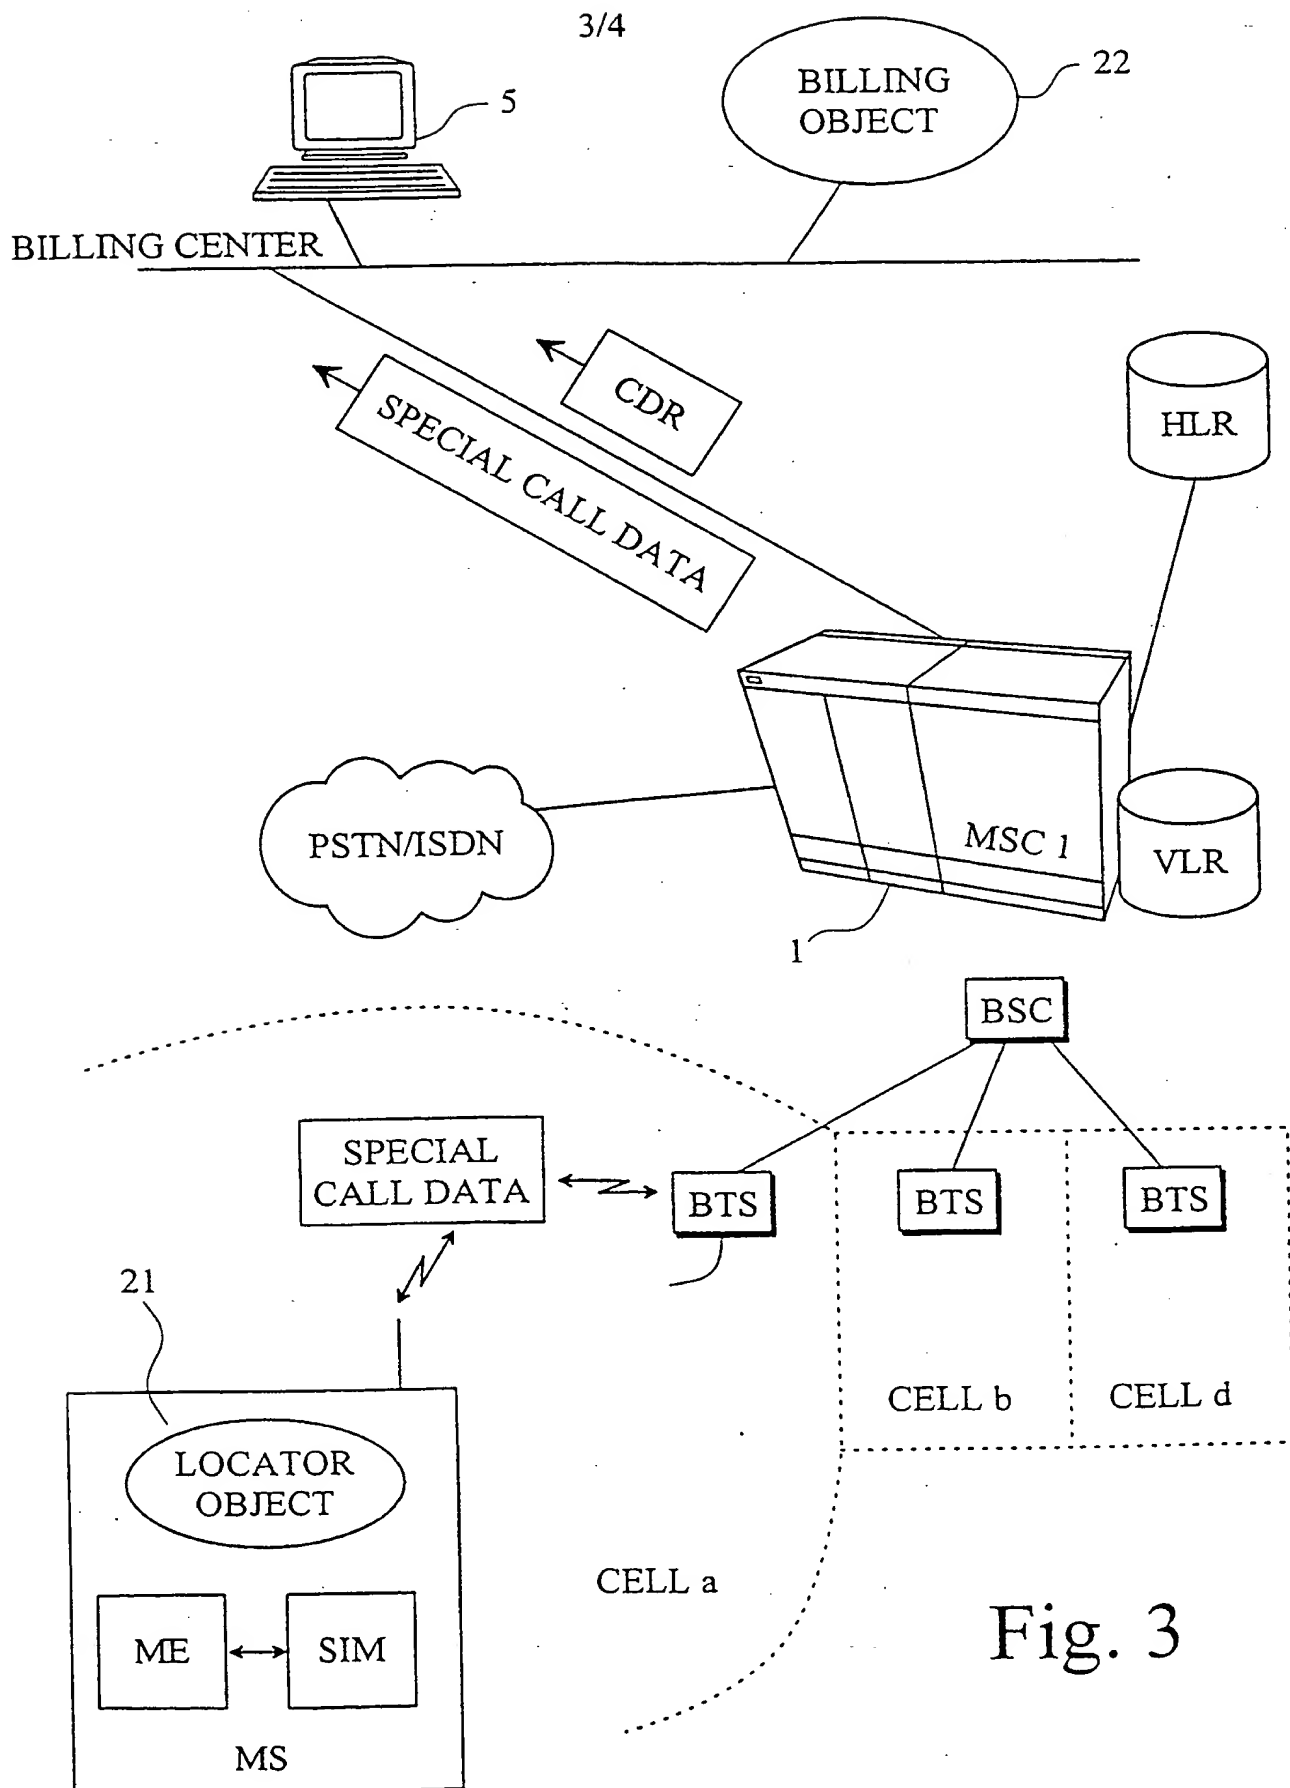 3/4
5
BILLING
OBJECT
22
BILLING CENTER
CDR
SPECIAL CALL DATA
HLR
PSTN/ISDN
MSC 1
VLR
1
BSC
SPECIAL
CALL DATA
BTS
BTS
BTS
21
CELL b
CELL d
LOCATOR
OBJECT
CELL a
ME
SIM
MS
Fig. 3